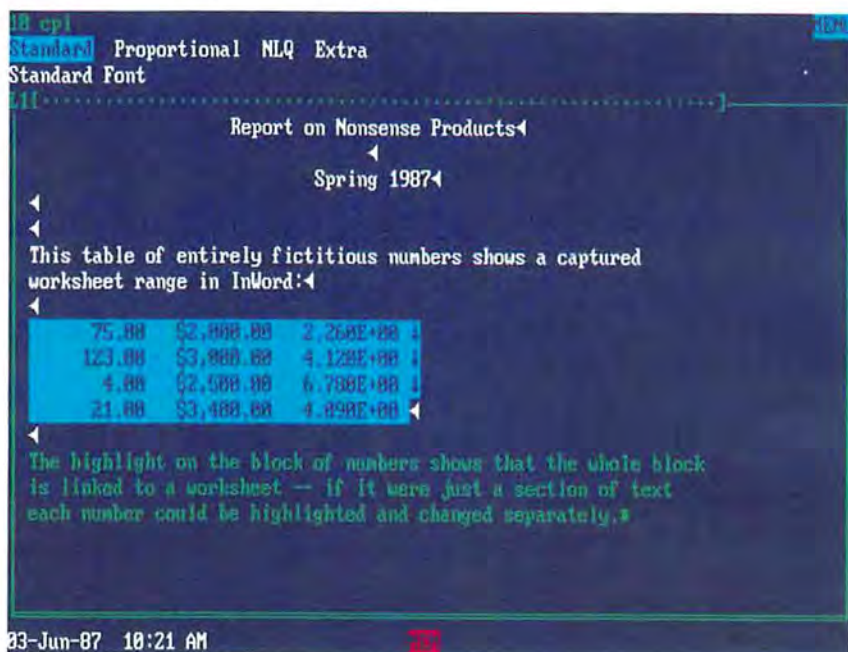 10 cpi MENU
Standard Proportional NLQ Extra
Standard Font
L1[·······································································]
Report on Nonsense Products◄
◄
Spring 1987◄
◄
◄
This table of entirely fictitious numbers shows a captured
worksheet range in InWord:◄
◄
75.00 $2,000.00 2.260E+00 ↓
123.00 $3,000.00 4.120E+00 ↓
4.00 $2,500.00 6.780E+00 ↓
21.00 $3,400.00 4.090E+00 ◄
◄
The highlight on the block of numbers shows that the whole block
is linked to a worksheet -- if it were just a section of text
each number could be highlighted and changed separately.
03-Jun-87 10:21 AM